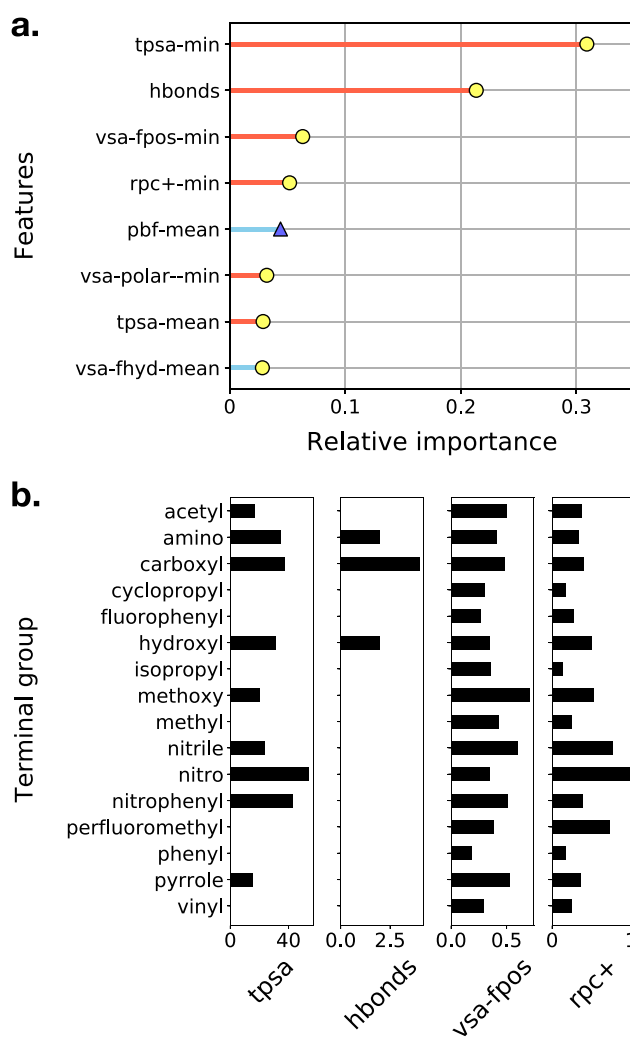 a.
tpsa-min
hbonds
vsa-fpos-min
rpc+-min
pbf-mean
vsa-polar--min
tpsa-mean
vsa-fhyd-mean
Features
0 0.1 0.2 0.3
Relative importance
b.
acetyl
amino
carboxyl
cyclopropyl
fluorophenyl
hydroxyl
isopropyl
methoxy
methyl
nitrile
nitro
nitrophenyl
perfluoromethyl
phenyl
pyrrole
vinyl
Terminal group
0 40 0.0 2.5 0.0 0.5 0 1
tpsa hbonds vsa-fpos rpc+